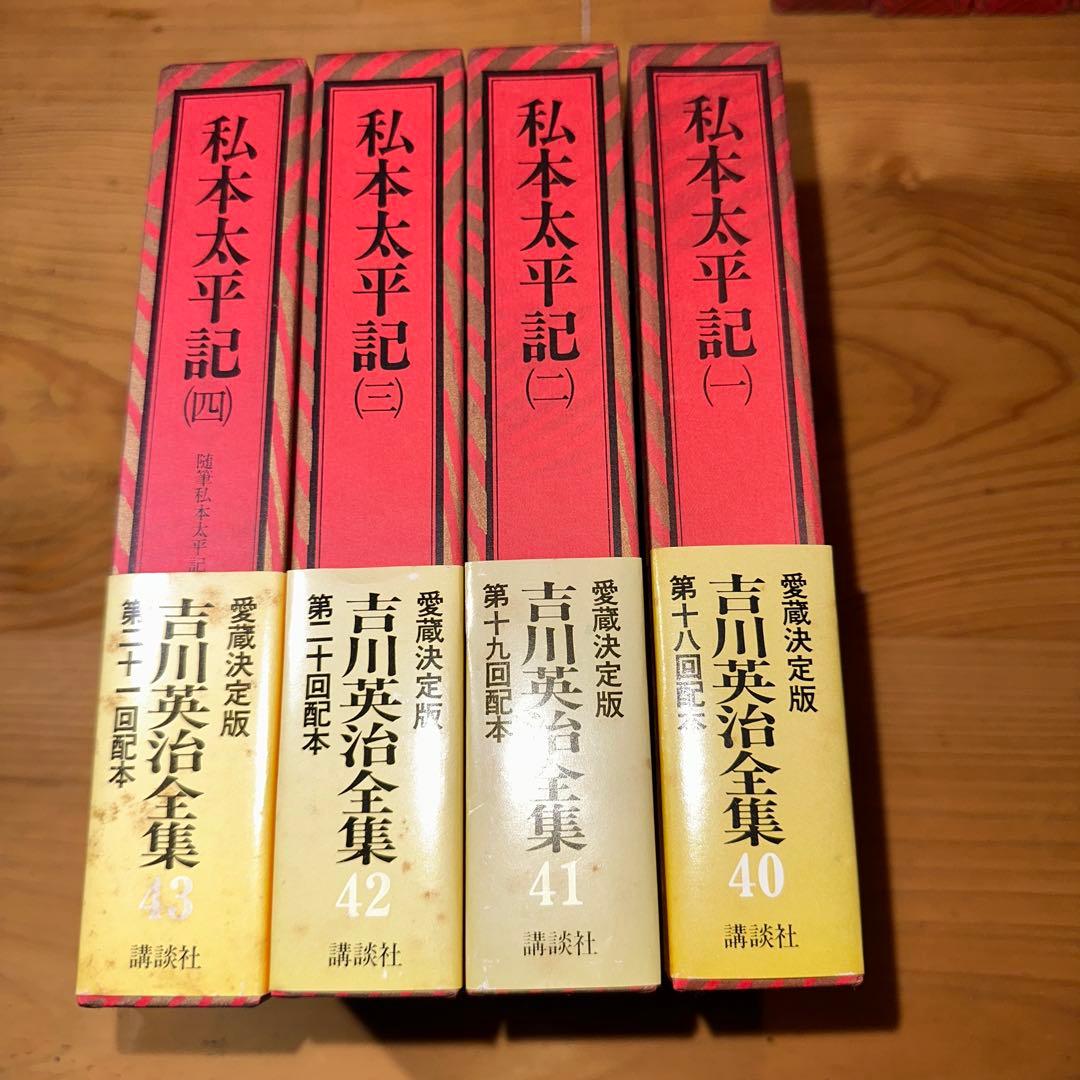 私本太平記(一)
愛蔵決定版
吉川英治全集
第十八回配本
40
講談社
私本太平記(二)
愛蔵決定版
吉川英治全集
第十九回配本
41
講談社
私本太平記(三)
愛蔵決定版
吉川英治全集
第二十回配本
42
講談社
私本太平記(四)
随筆私本太平記
愛蔵決定版
吉川英治全集
第二十一回配本
43
講談社